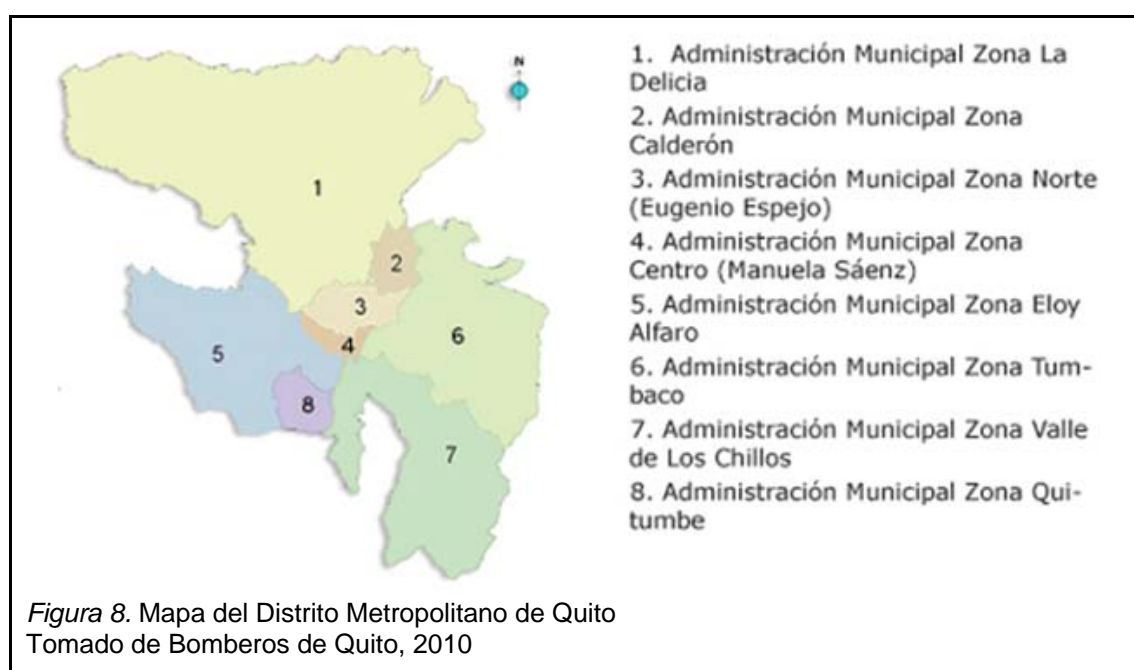 N
1
2
3
4
5
6
7
8
1. Administración Municipal Zona La
Delicia
2. Administración Municipal Zona
Calderón
3. Administración Municipal Zona Norte
(Eugenio Espejo)
4. Administración Municipal Zona
Centro (Manuela Sáenz)
5. Administración Municipal Zona Eloy
Alfaro
6. Administración Municipal Zona Tum-
baco
7. Administración Municipal Zona Valle
de Los Chillos
8. Administración Municipal Zona Qui-
tumbe
Figura 8. Mapa del Distrito Metropolitano de Quito
Tomado de Bomberos de Quito, 2010